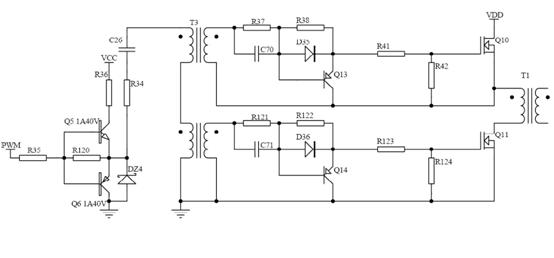 T3
R37
R38
VDD
C26
D35
Q10
C70
R41
VCC
Q13
R42
T1
R36
R34
Q5 1A40V
R121
R122
Q11
D36
C71
R123
PWM
R35
R120
DZ4
Q14
R124
Q6 1A40V